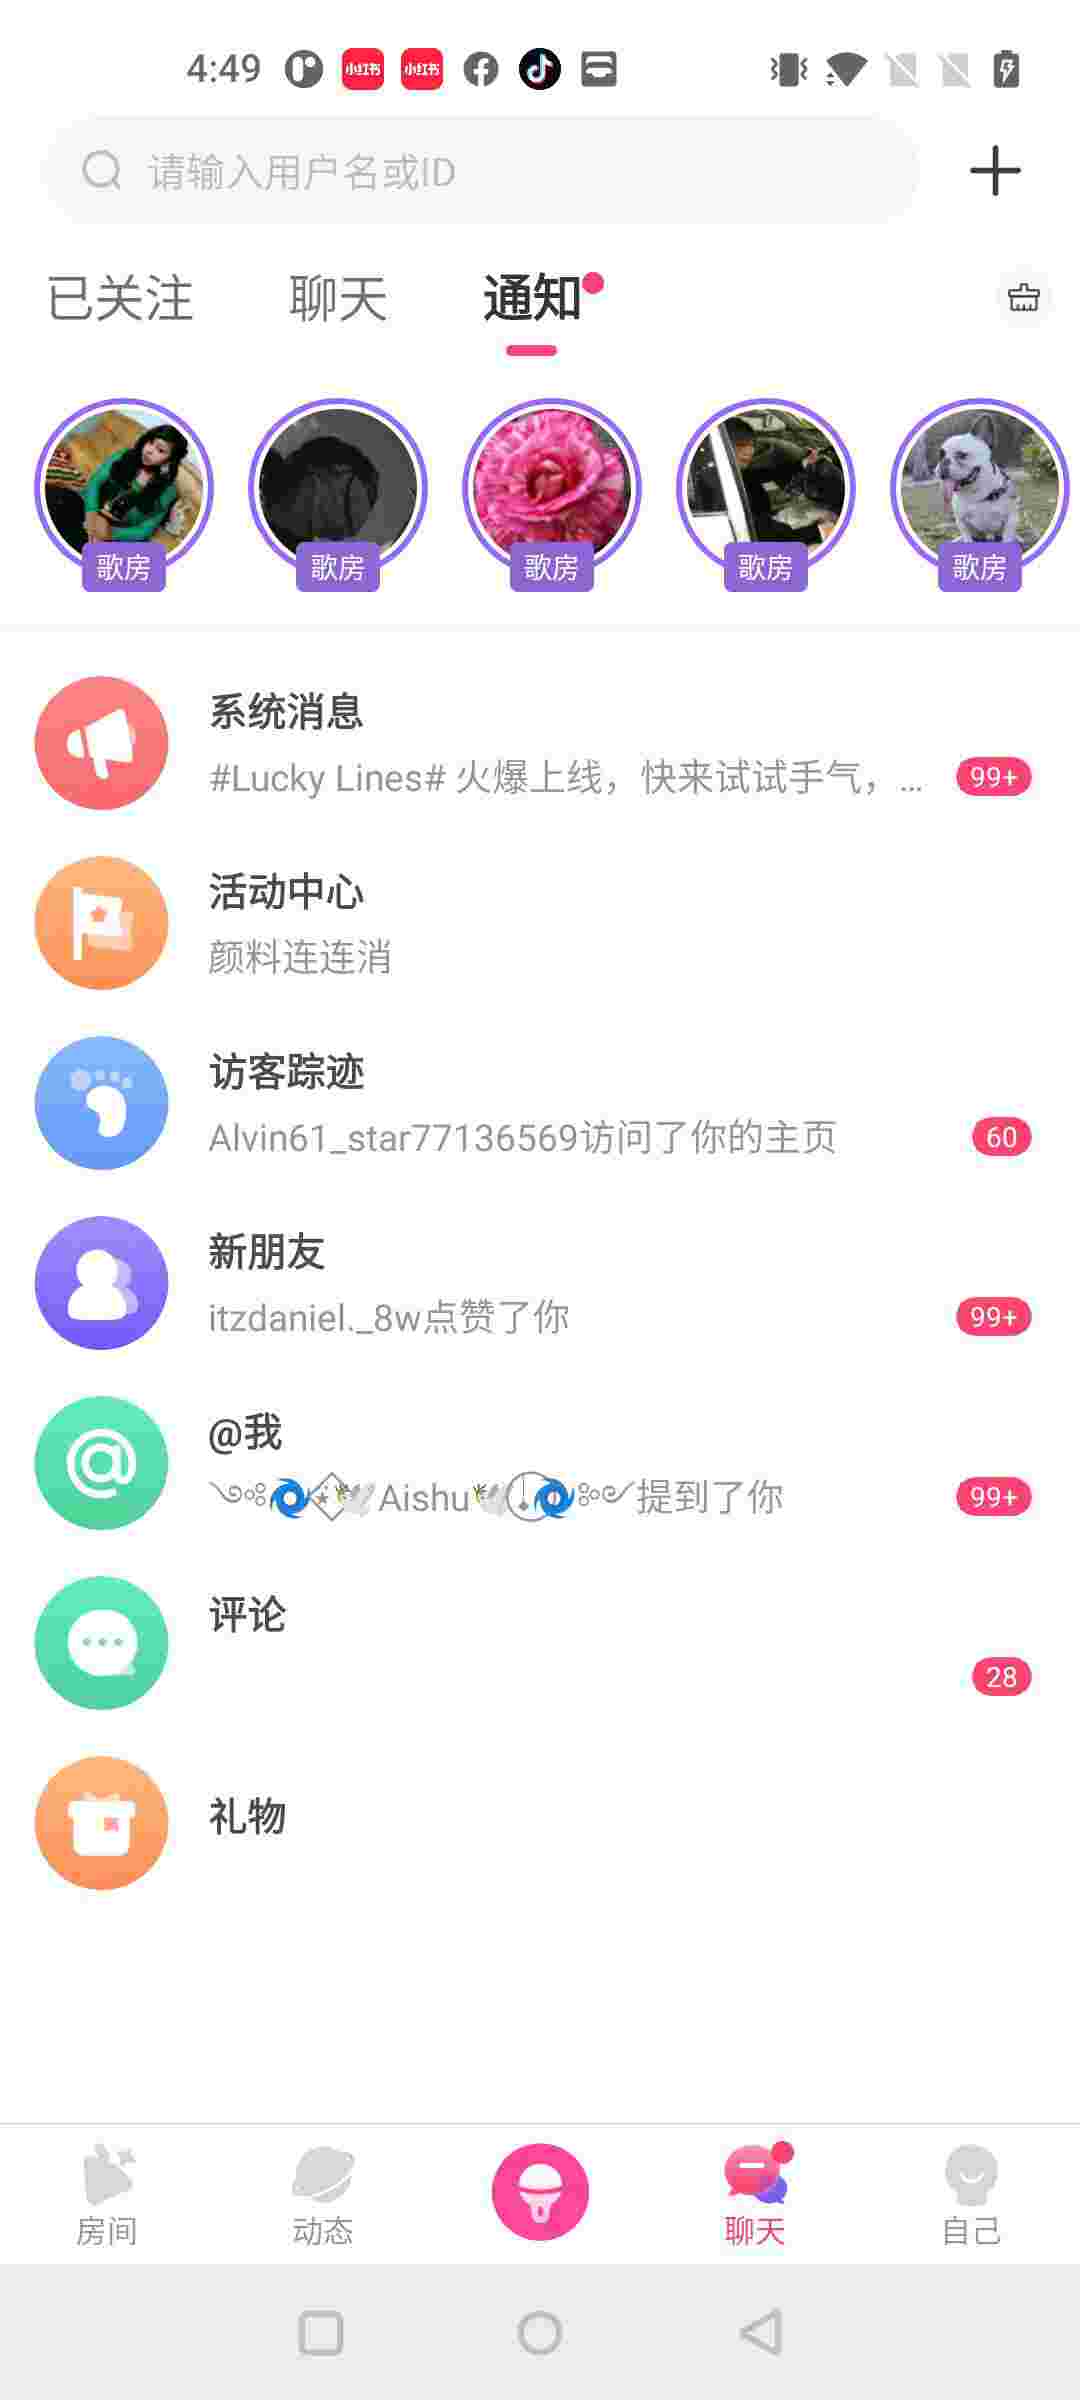 4:49
小红书 小红书
请输入用户名或ID
已关注 聊天 通知
歌房 歌房 歌房 歌房 歌房
系统消息
#Lucky Lines# 火爆上线，快来试试手气，... 99+
活动中心
颜料连连消
访客踪迹
Alvin61_star77136569访问了你的主页 60
新朋友
itzdaniel._8w点赞了你 99+
@我
Aishu 提到了你 99+
评论
28
礼物
房间 动态 聊天 自己